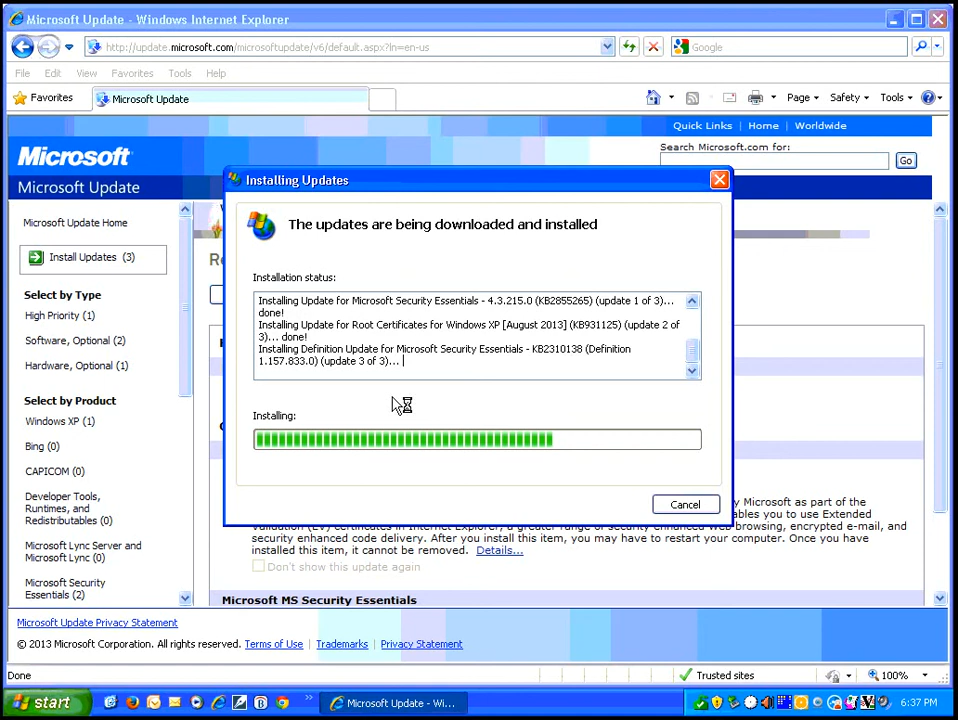 Microsoft Update - Windows Internet Explorer
http://update.microsoft.com/microsoftupdate/v6/default.aspx?ln=en-us
Google
File Edit View Favorites Tools Help
Favorites
Microsoft Update
Page
Safety
Tools
Quick Links | Home | Worldwide
Microsoft
Search Microsoft.com for:
Go
Microsoft Update
Installing Updates
Microsoft Update Home
The updates are being downloaded and installed
Install Updates (3)
Installation status:
Select by Type
High Priority (1)
Software, Optional (2)
Hardware, Optional (1)
Installing Update for Microsoft Security Essentials - 4.3.215.0 (KB2855265) (update 1 of 3)...
done!
Installing Update for Root Certificates for Windows XP [August 2013] (KB931125) (update 2 of
3)... done!
Installing Definition Update for Microsoft Security Essentials - KB2310138 (Definition
1.157.833.0) (update 3 of 3)...
Select by Product
Windows XP (1)
Bing (0)
CAPICOM (0)
Developer Tools,
Runtimes, and
Redistributables (0)
Microsoft Lync Server and
Microsoft Lync (0)
Microsoft Security
Essentials (2)
Installing:
Cancel
y Microsoft as part of the
ables you to use Extended
Validation (EV) certificates in Internet Explorer, a greater range of security enhanced Web browsing, encrypted e-mail, and
security enhanced code delivery. After you install this item, you may have to restart your computer. Once you have
installed this item, it cannot be removed. Details...
Don't show this update again
Microsoft MS Security Essentials
Microsoft Update Privacy Statement
© 2013 Microsoft Corporation. All rights reserved. Terms of Use | Trademarks | Privacy Statement
Done
Trusted sites
100%
start
Microsoft Update - Wi...
6:37 PM